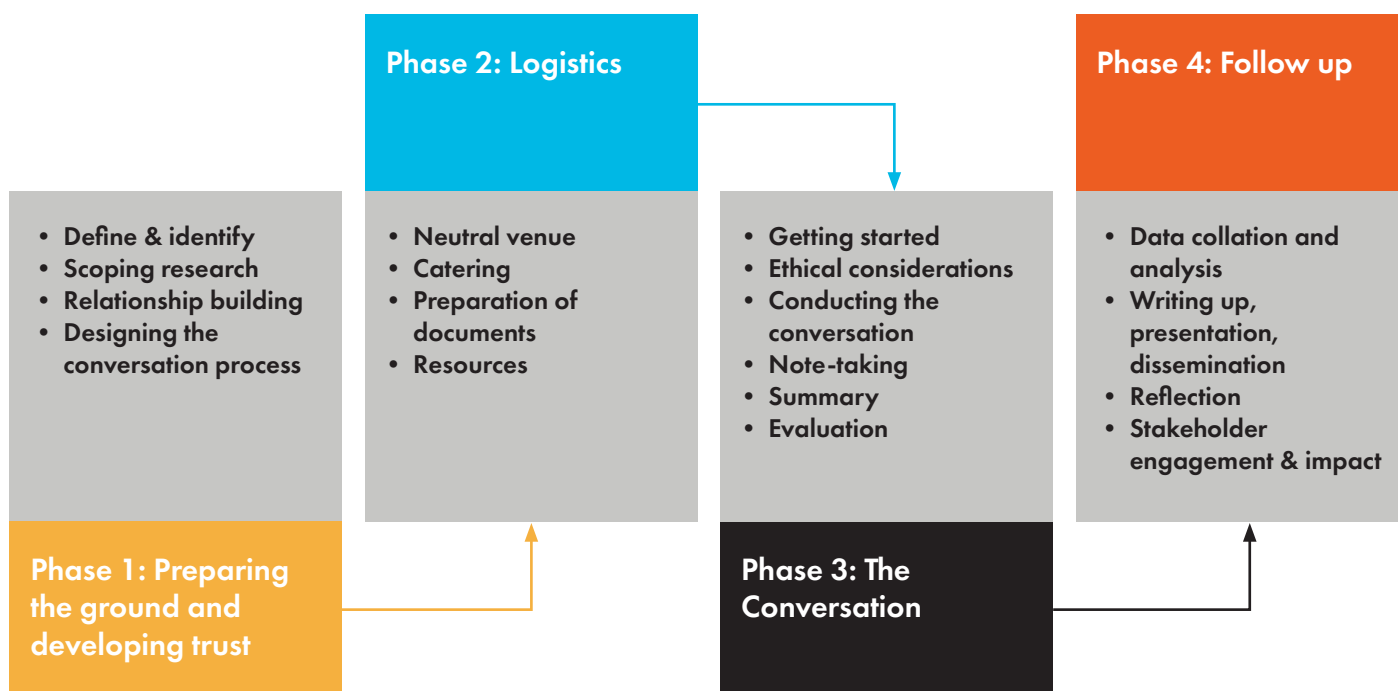 • Define & identify
• Scoping research
• Relationship building
• Designing the
conversation process
Phase 1: Preparing
the ground and
developing trust
Phase 2: Logistics
• Neutral venue
• Catering
• Preparation of
documents
• Resources
• Getting started
• Ethical considerations
• Conducting the
conversation
• Note-taking
• Summary
• Evaluation
Phase 3: The
Conversation
Phase 4: Follow up
• Data collation and
analysis
• Writing up,
presentation,
dissemination
• Reflection
• Stakeholder
engagement & impact